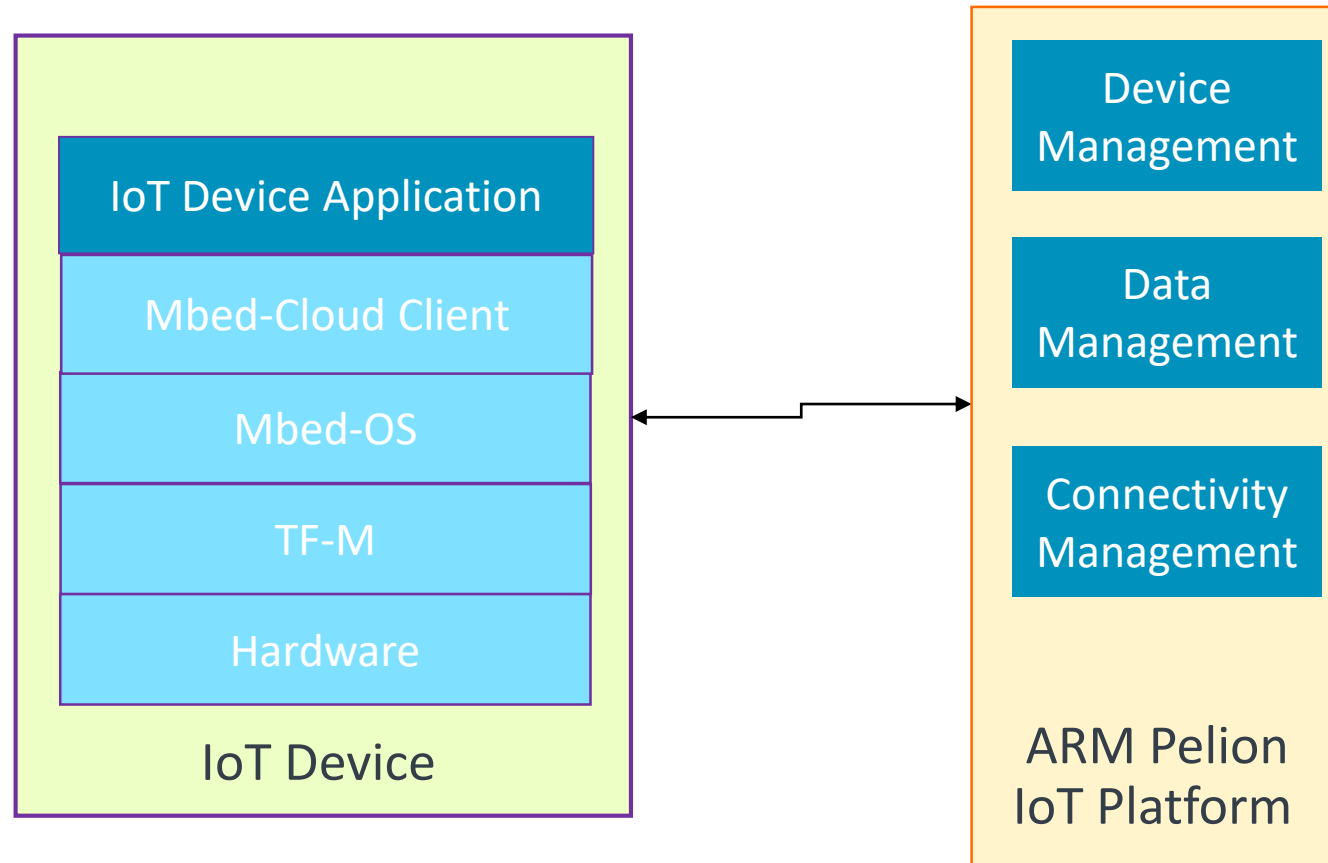 IoT Device Application
Mbed-Cloud Client
Mbed-OS
TF-M
Hardware
IoT Device
Device
Management
Data
Management
Connectivity
Management
ARM Pelion
IoT Platform